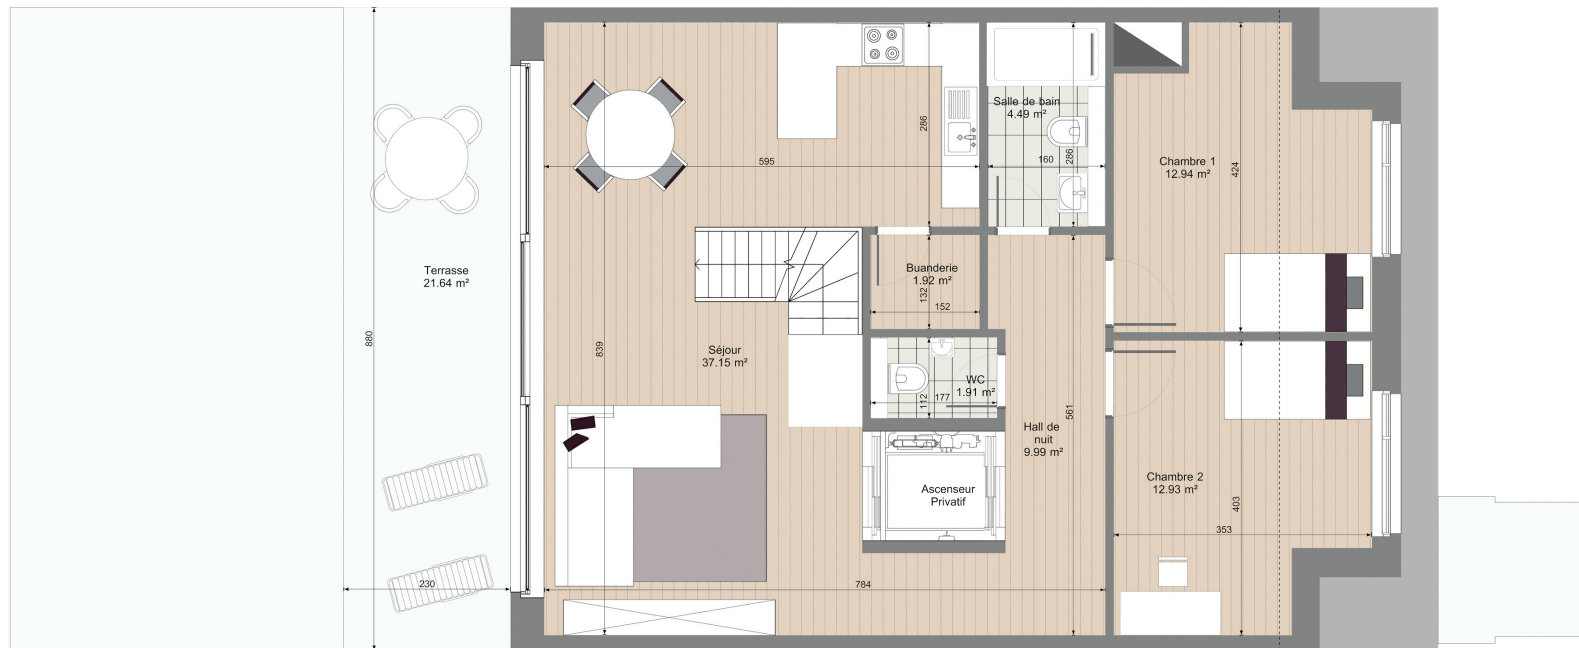 Terrasse
21.64 m²
880
230
595
839
286
Séjour
37.15 m²
784
Salle de bain
4.49 m²
160
286
Buanderie
1.92 m²
132
152
WC
1.91 m²
112
177
Ascenseur
Privatif
Hall de
nuit
9.99 m²
561
Chambre 1
12.94 m²
424
Chambre 2
12.93 m²
403
353